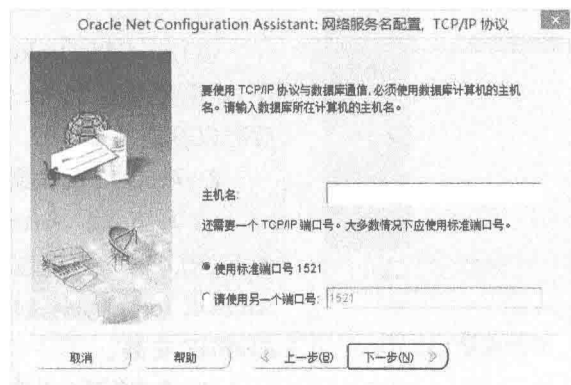 Oracle Net Configuration Assistant: 网络服务名配置, TCP/IP 协议
要使用 TCP/IP 协议与数据库通信,必须使用数据库计算机的主机
名。请输入数据库所在计算机的主机名。
主机名:
还需要一个 TCP/IP 端口号。大多数情况下应使用标准端口号。
使用标准端口号 1521
请使用另一个端口号: 1521
取消 帮助 上一步(B) 下一步(N)